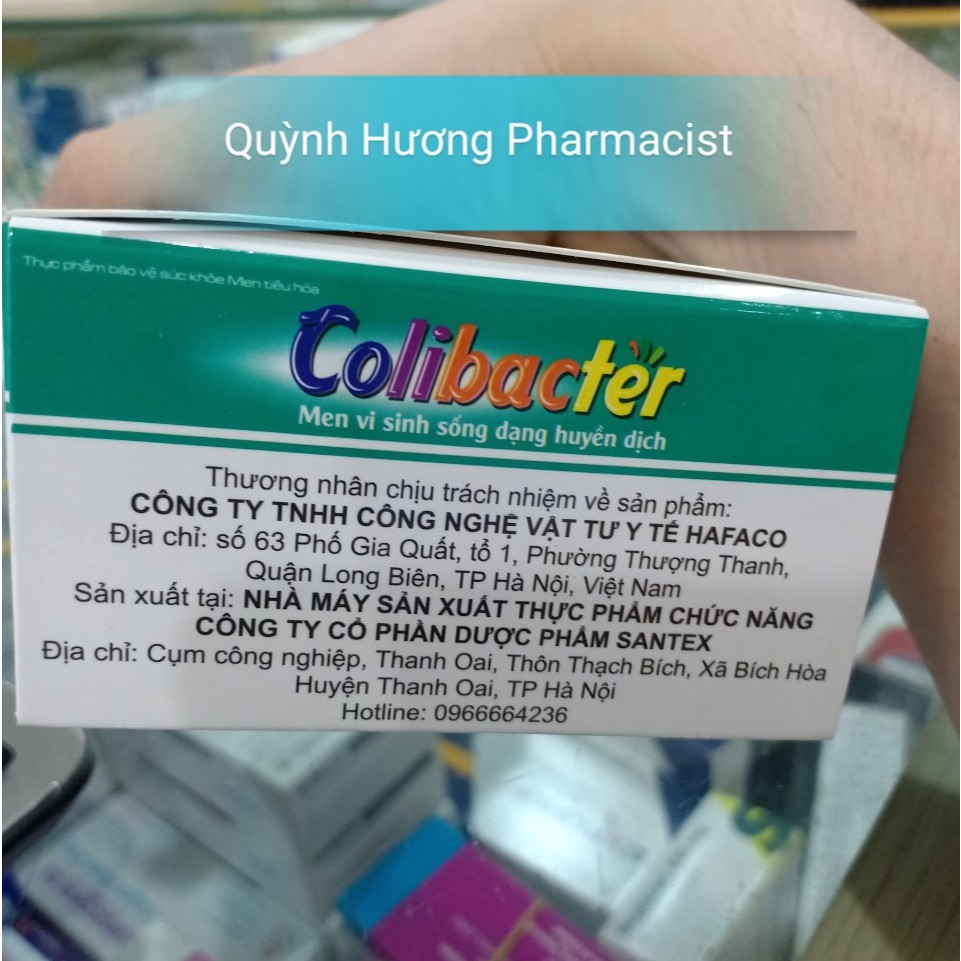 Quỳnh Hương Pharmacist
Thực phẩm bảo vệ sức khỏe Men tiêu hóa
Colibacter
Men vi sinh sống dạng huyền dịch
Thương nhân chịu trách nhiệm về sản phẩm:
CÔNG TY TNHH CÔNG NGHỆ VẬT TƯ Y TẾ HAFACO
Địa chỉ: số 63 Phố Gia Quất, tổ 1, Phường Thượng Thanh,
Quận Long Biên, TP Hà Nội, Việt Nam
Sản xuất tại: NHÀ MÁY SẢN XUẤT THỰC PHẨM CHỨC NĂNG
CÔNG TY CỔ PHẦN DƯỢC PHẨM SANTEX
Địa chỉ: Cụm công nghiệp, Thanh Oai, Thôn Thạch Bích, Xã Bích Hòa
Huyện Thanh Oai, TP Hà Nội
Hotline: 0966664236